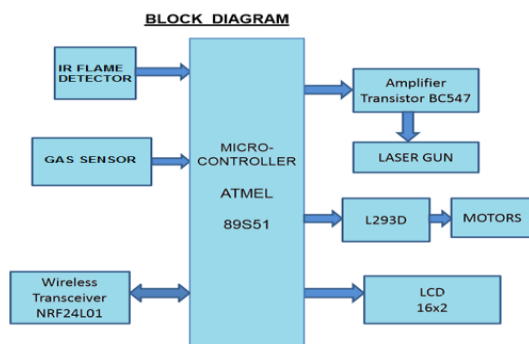 BLOCK DIAGRAM
IR FLAME
DETECTOR
GAS SENSOR
Wireless
Transceiver
NRF24L01
MICRO-
CONTROLLER
ATMEL
89S51
Amplifier
Transistor BC547
LASER GUN
L293D
MOTORS
LCD
16x2